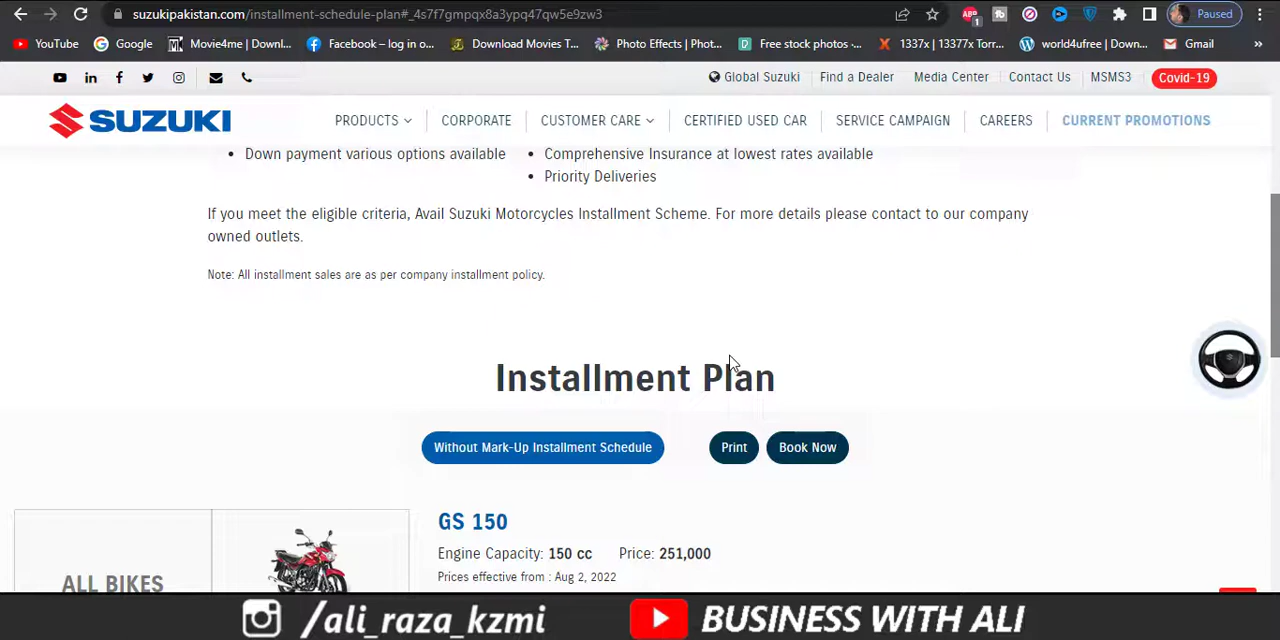 suzukipakistan.com/installment-schedule-plan#_4s7f7gmpqx8a3ypq47qw5e9zw3
ABP
1
Paused
YouTube
Google
Movie4me | Downl...
Facebook – log in o...
Download Movies T...
Photo Effects | Phot...
Free stock photos -...
1337x | 13377x Torr...
world4ufree | Down...
Gmail
»
Global Suzuki
Find a Dealer
Media Center
Contact Us
MSMS3
Covid-19
SUZUKI
PRODUCTS
CORPORATE
CUSTOMER CARE
CERTIFIED USED CAR
SERVICE CAMPAIGN
CAREERS
CURRENT PROMOTIONS
• Down payment various options available
• Comprehensive Insurance at lowest rates available
• Priority Deliveries
If you meet the eligible criteria, Avail Suzuki Motorcycles Installment Scheme. For more details please contact to our company
owned outlets.
Note: All installment sales are as per company installment policy.
Installment Plan
Without Mark-Up Installment Schedule
Print
Book Now
GS 150
Engine Capacity: 150 cc Price: 251,000
Prices effective from : Aug 2, 2022
ALL BIKES
/ali_raza_kzmi
BUSINESS WITH ALI